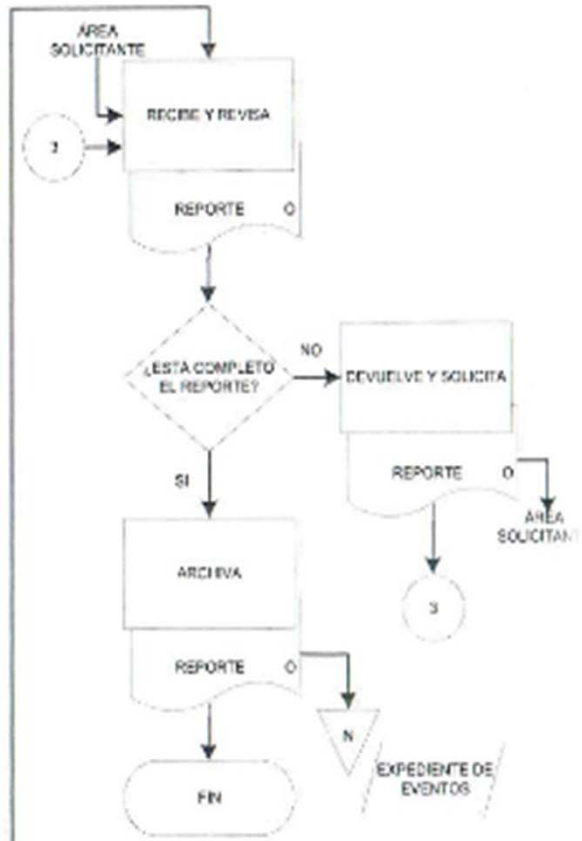 ÁREA
SOLICITANTE
RECIBE Y REVISA
3
REPORTE O
¿ESTÁ COMPLETO
EL REPORTE?
NO
DEVUELVE Y SOLICITA
REPORTE O
SI
ÁREA
SOLICITANT
ARCHIVA
3
REPORTE O
N
EXPEDIENTE DE
EVENTOS
FIN